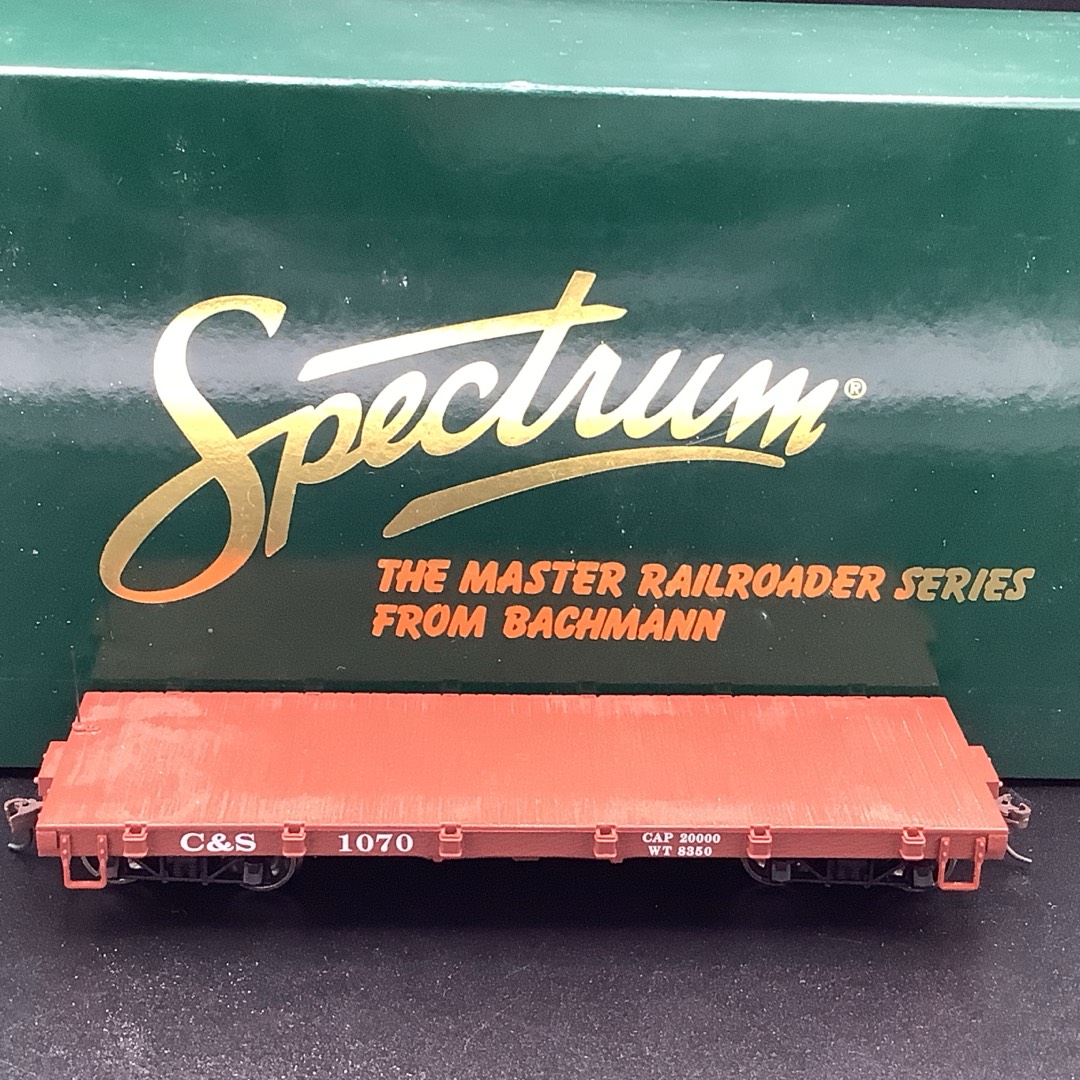 Spectrum®
THE MASTER RAILROADER SERIES
FROM BACHMANN
C&S 1070 CAP 20000
WT 8350